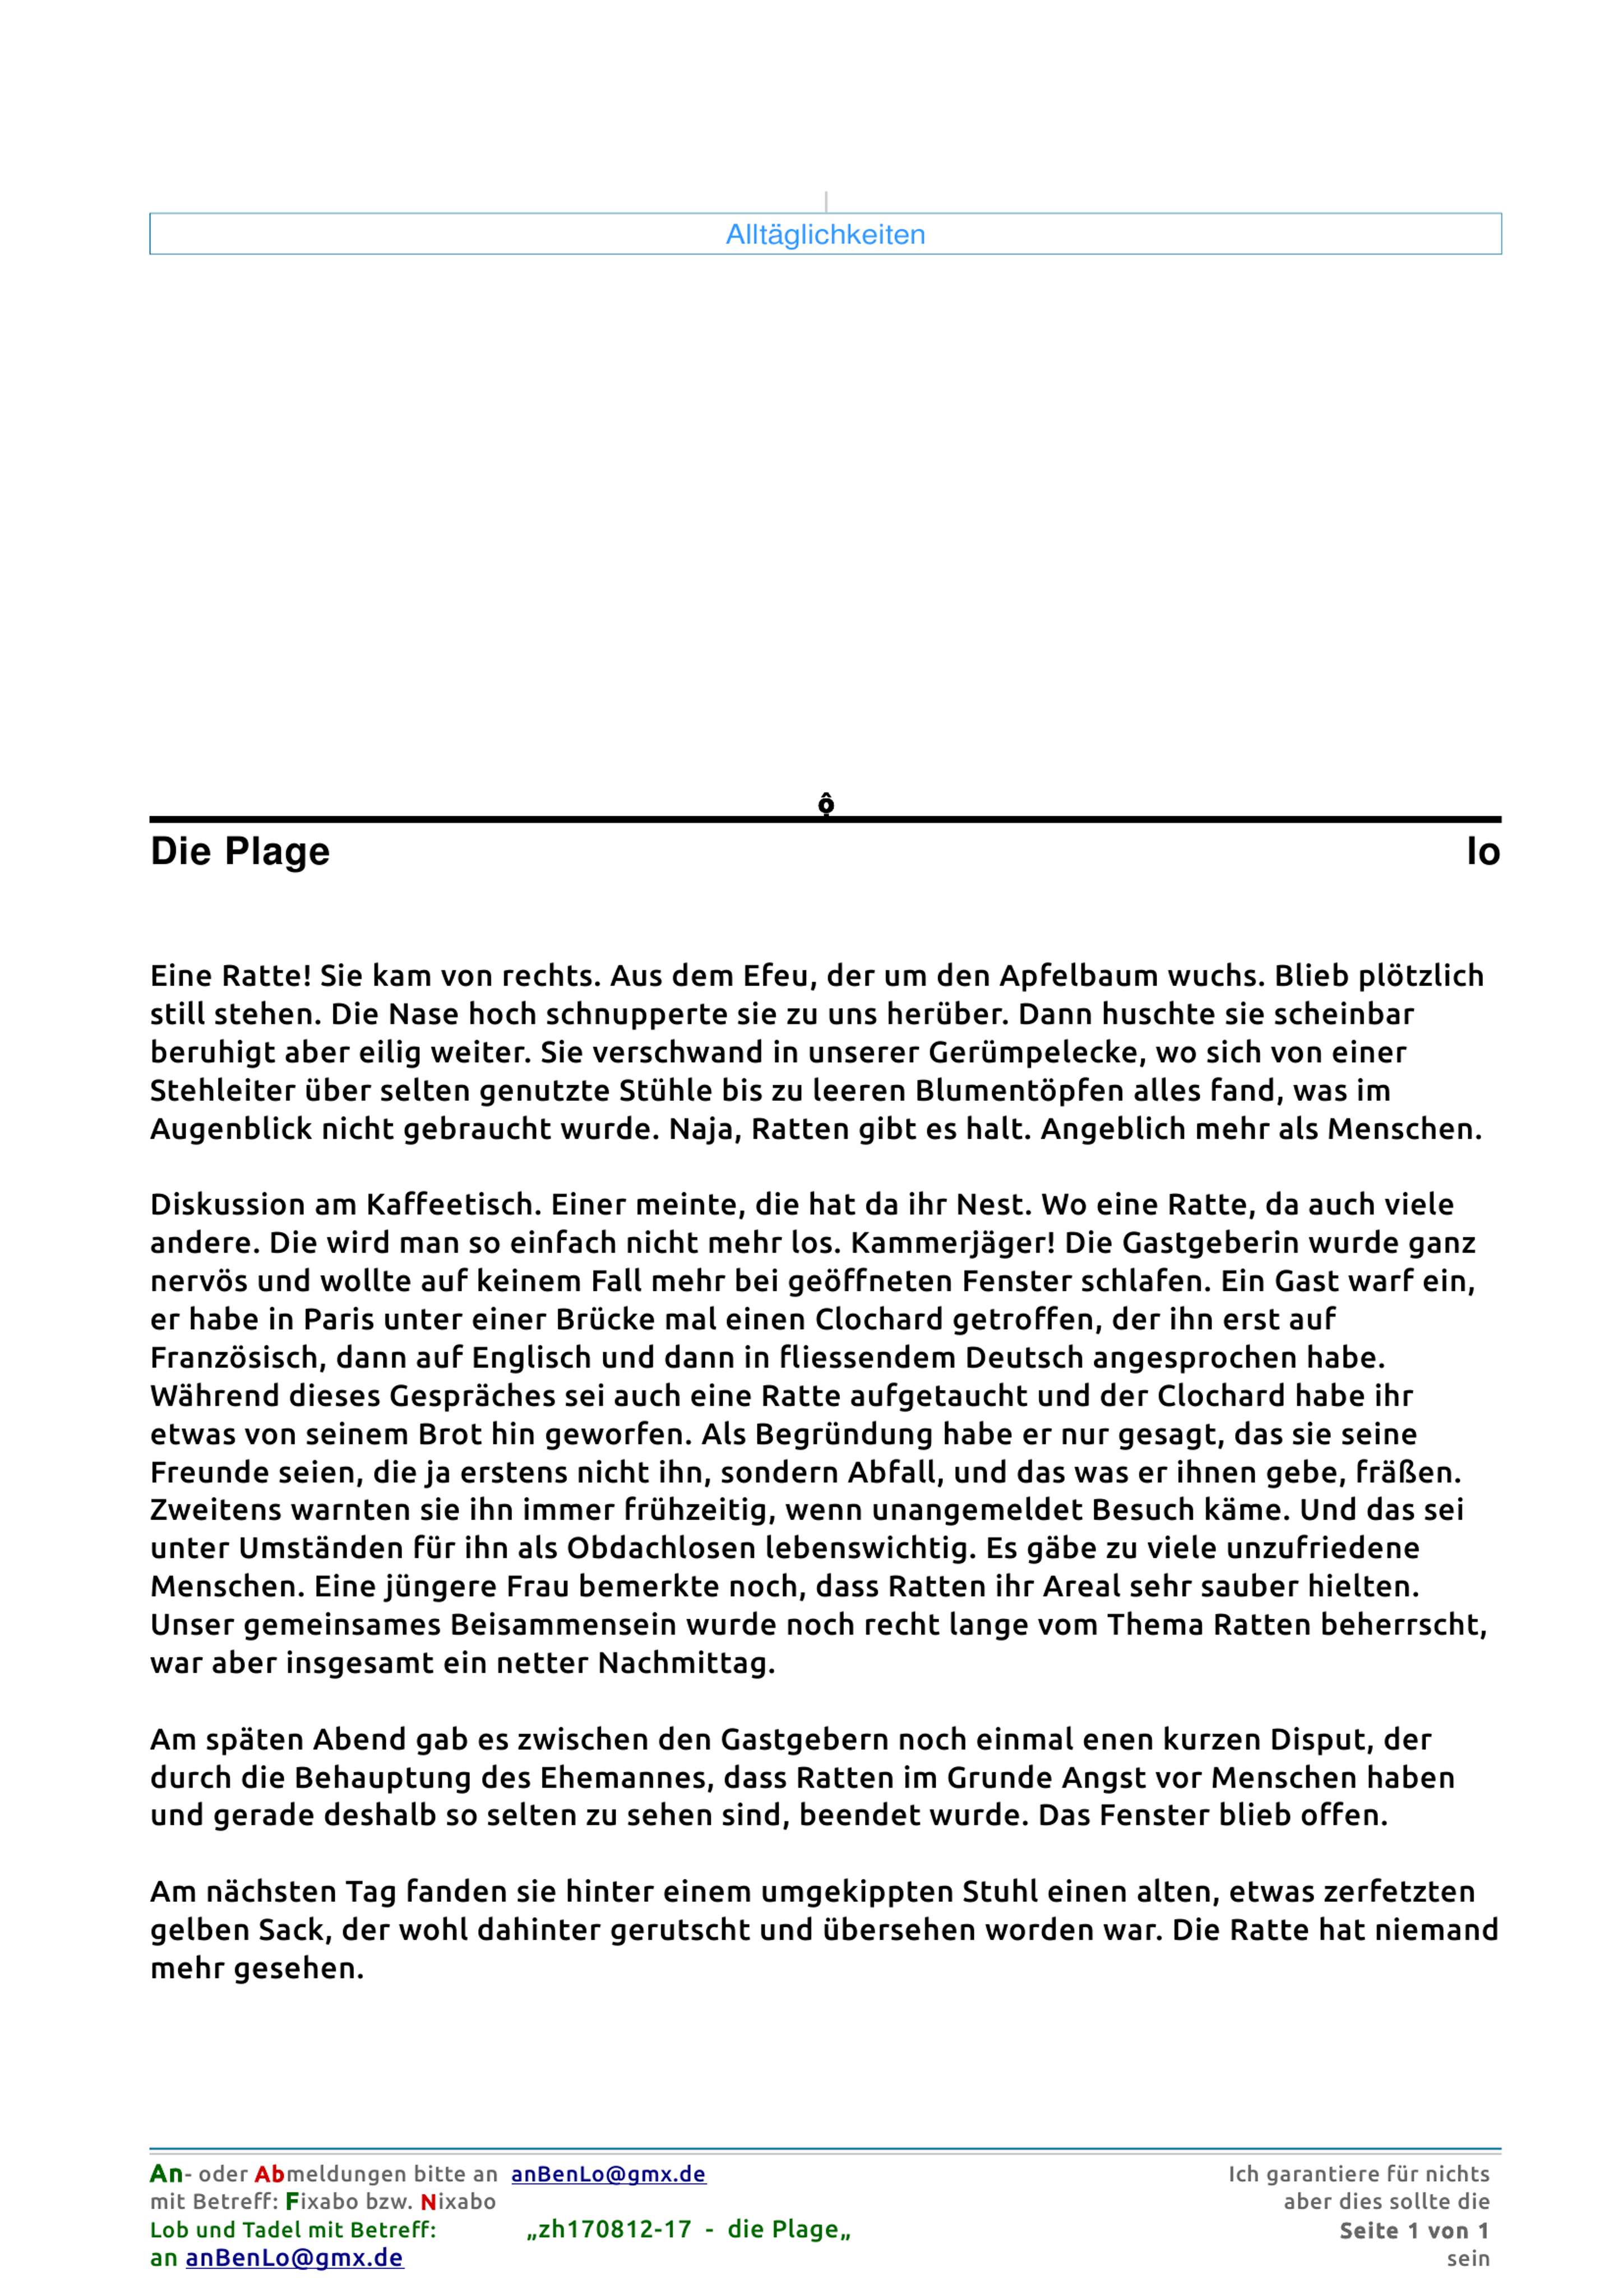 Alltäglichkeiten
Die Plage lo
Eine Ratte! Sie kam von rechts. Aus dem Efeu, der um den Apfelbaum wuchs. Blieb plötzlich
still stehen. Die Nase hoch schnupperte sie zu uns herüber. Dann huschte sie scheinbar
beruhigt aber eilig weiter. Sie verschwand in unserer Gerümpelecke, wo sich von einer
Stehleiter über selten genutzte Stühle bis zu leeren Blumentöpfen alles fand, was im
Augenblick nicht gebraucht wurde. Naja, Ratten gibt es halt. Angeblich mehr als Menschen.
Diskussion am Kaffeetisch. Einer meinte, die hat da ihr Nest. Wo eine Ratte, da auch viele
andere. Die wird man so einfach nicht mehr los. Kammerjäger! Die Gastgeberin wurde ganz
nervös und wollte auf keinem Fall mehr bei geöffneten Fenster schlafen. Ein Gast warf ein,
er habe in Paris unter einer Brücke mal einen Clochard getroffen, der ihn erst auf
Französisch, dann auf Englisch und dann in fliessendem Deutsch angesprochen habe.
Während dieses Gespräches sei auch eine Ratte aufgetaucht und der Clochard habe ihr
etwas von seinem Brot hin geworfen. Als Begründung habe er nur gesagt, das sie seine
Freunde seien, die ja erstens nicht ihn, sondern Abfall, und das was er ihnen gebe, fräßen.
Zweitens warnten sie ihn immer frühzeitig, wenn unangemeldet Besuch käme. Und das sei
unter Umständen für ihn als Obdachlosen lebenswichtig. Es gäbe zu viele unzufriedene
Menschen. Eine jüngere Frau bemerkte noch, dass Ratten ihr Areal sehr sauber hielten.
Unser gemeinsames Beisammensein wurde noch recht lange vom Thema Ratten beherrscht,
war aber insgesamt ein netter Nachmittag.
Am späten Abend gab es zwischen den Gastgebern noch einmal enen kurzen Disput, der
durch die Behauptung des Ehemannes, dass Ratten im Grunde Angst vor Menschen haben
und gerade deshalb so selten zu sehen sind, beendet wurde. Das Fenster blieb offen.
Am nächsten Tag fanden sie hinter einem umgekippten Stuhl einen alten, etwas zerfetzten
gelben Sack, der wohl dahinter gerutscht und übersehen worden war. Die Ratte hat niemand
mehr gesehen.
An- oder Abmeldungen bitte an anBenLo@gmx.de Ich garantiere für nichts
mit Betreff: Fixabo bzw. Nixabo aber dies sollte die
Lob und Tadel mit Betreff: „zh170812-17 - die Plage„ Seite 1 von 1
an anBenLo@gmx.de sein